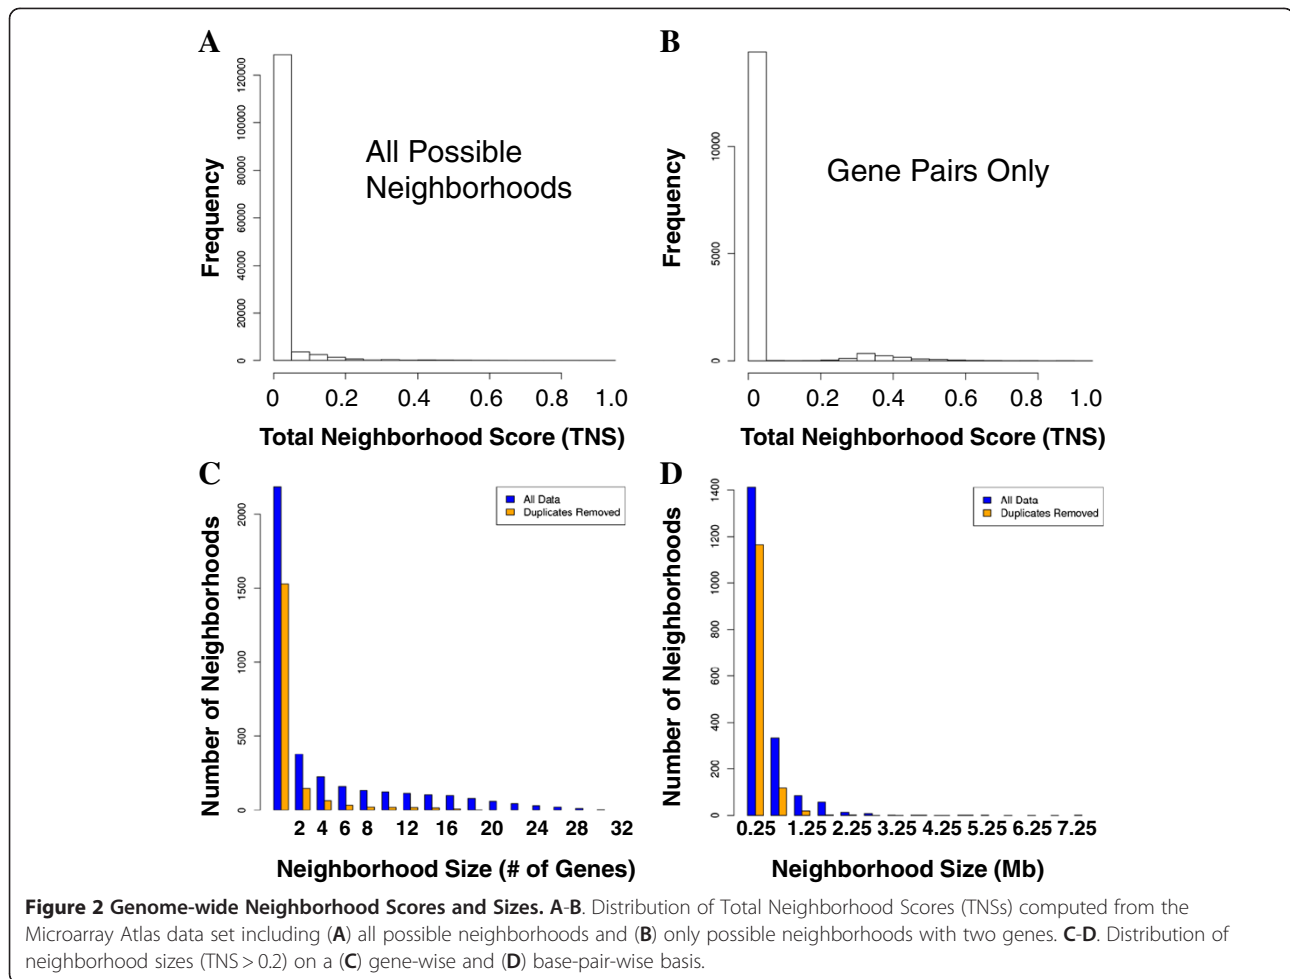 A
120000
100000
80000
60000
40000
20000
0
Frequency
All Possible
Neighborhoods
0 0.2 0.4 0.6 0.8 1.0
Total Neighborhood Score (TNS)
B
10000
5000
0
Frequency
Gene Pairs Only
0 0.2 0.4 0.6 0.8 1.0
Total Neighborhood Score (TNS)
C
2000
1500
1000
500
0
Number of Neighborhoods
All Data
Duplicates Removed
2 4 6 8 12 16 20 24 28 32
Neighborhood Size (# of Genes)
D
1400
1200
1000
800
600
400
200
0
Number of Neighborhoods
All Data
Duplicates Removed
0.25 1.25 2.25 3.25 4.25 5.25 6.25 7.25
Neighborhood Size (Mb)
Figure 2 Genome-wide Neighborhood Scores and Sizes. A-B. Distribution of Total Neighborhood Scores (TNSs) computed from the
Microarray Atlas data set including (A) all possible neighborhoods and (B) only possible neighborhoods with two genes. C-D. Distribution of
neighborhood sizes (TNS > 0.2) on a (C) gene-wise and (D) base-pair-wise basis.